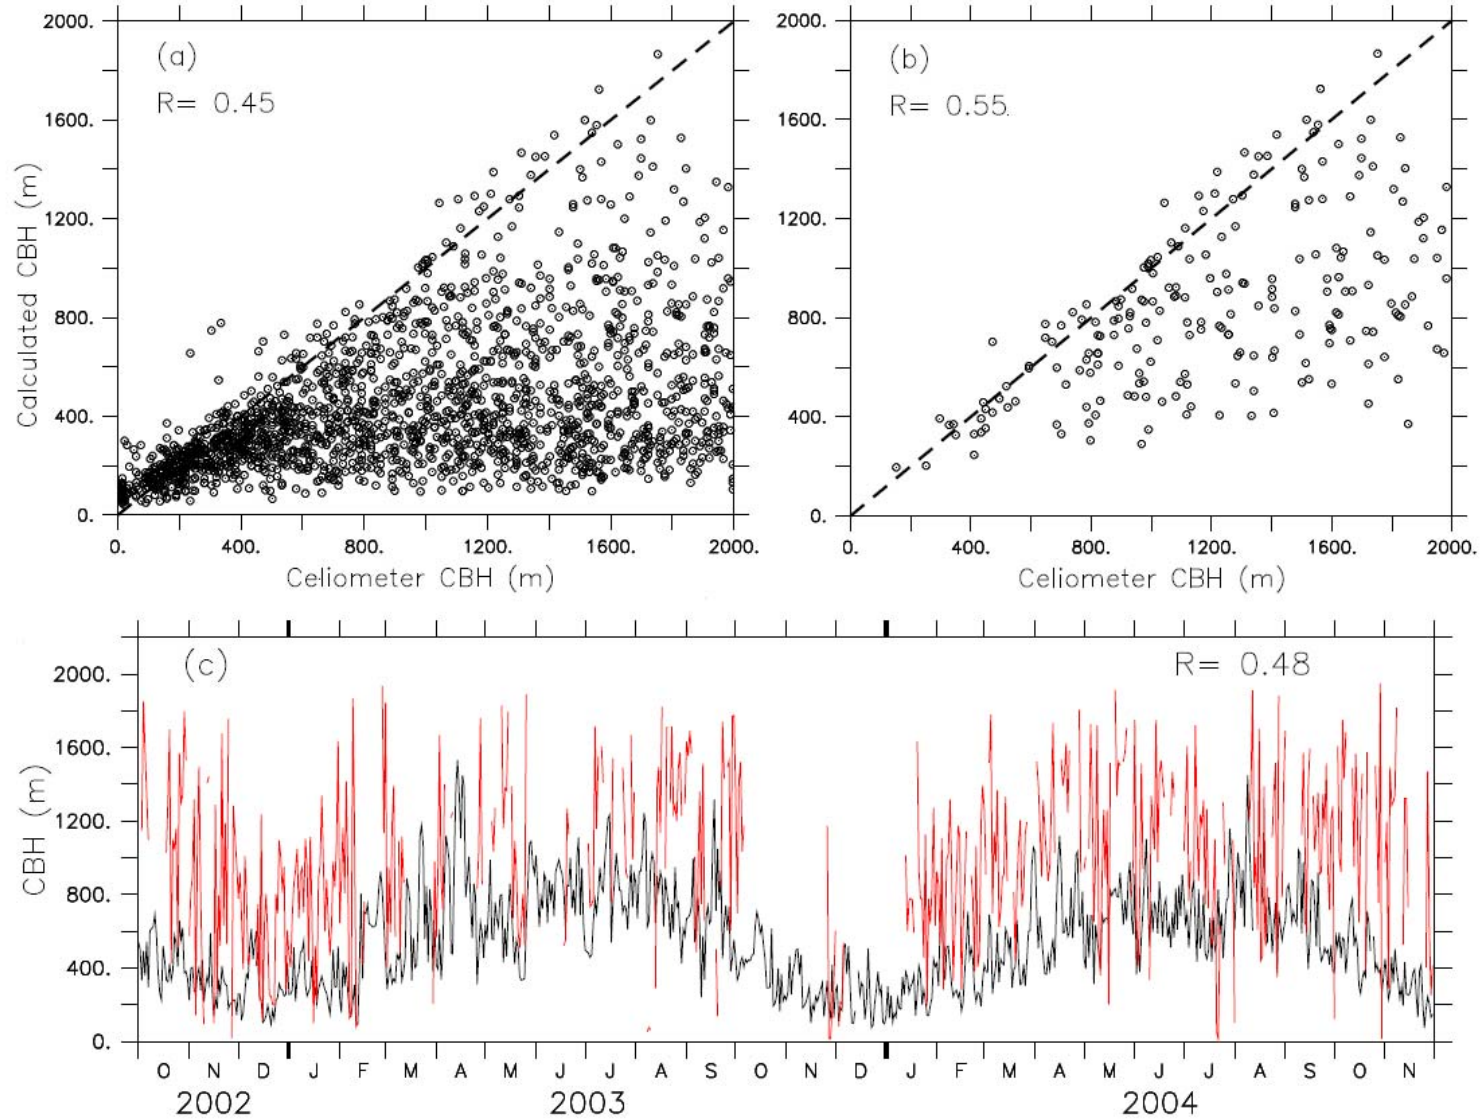 2000.
1600.
1200.
800.
400.
0.
Calculated CBH (m)
(a)
R= 0.45
0. 400. 800. 1200. 1600. 2000.
Celiometer CBH (m)
2000.
1600.
1200.
800.
400.
0.
(b)
R= 0.55
0. 400. 800. 1200. 1600. 2000.
Celiometer CBH (m)
2000.
1600.
1200.
800.
400.
0.
CBH (m)
(c)
R= 0.48
O N D J F M A M J J A S O N D J F M A M J J A S O N
2002 2003 2004